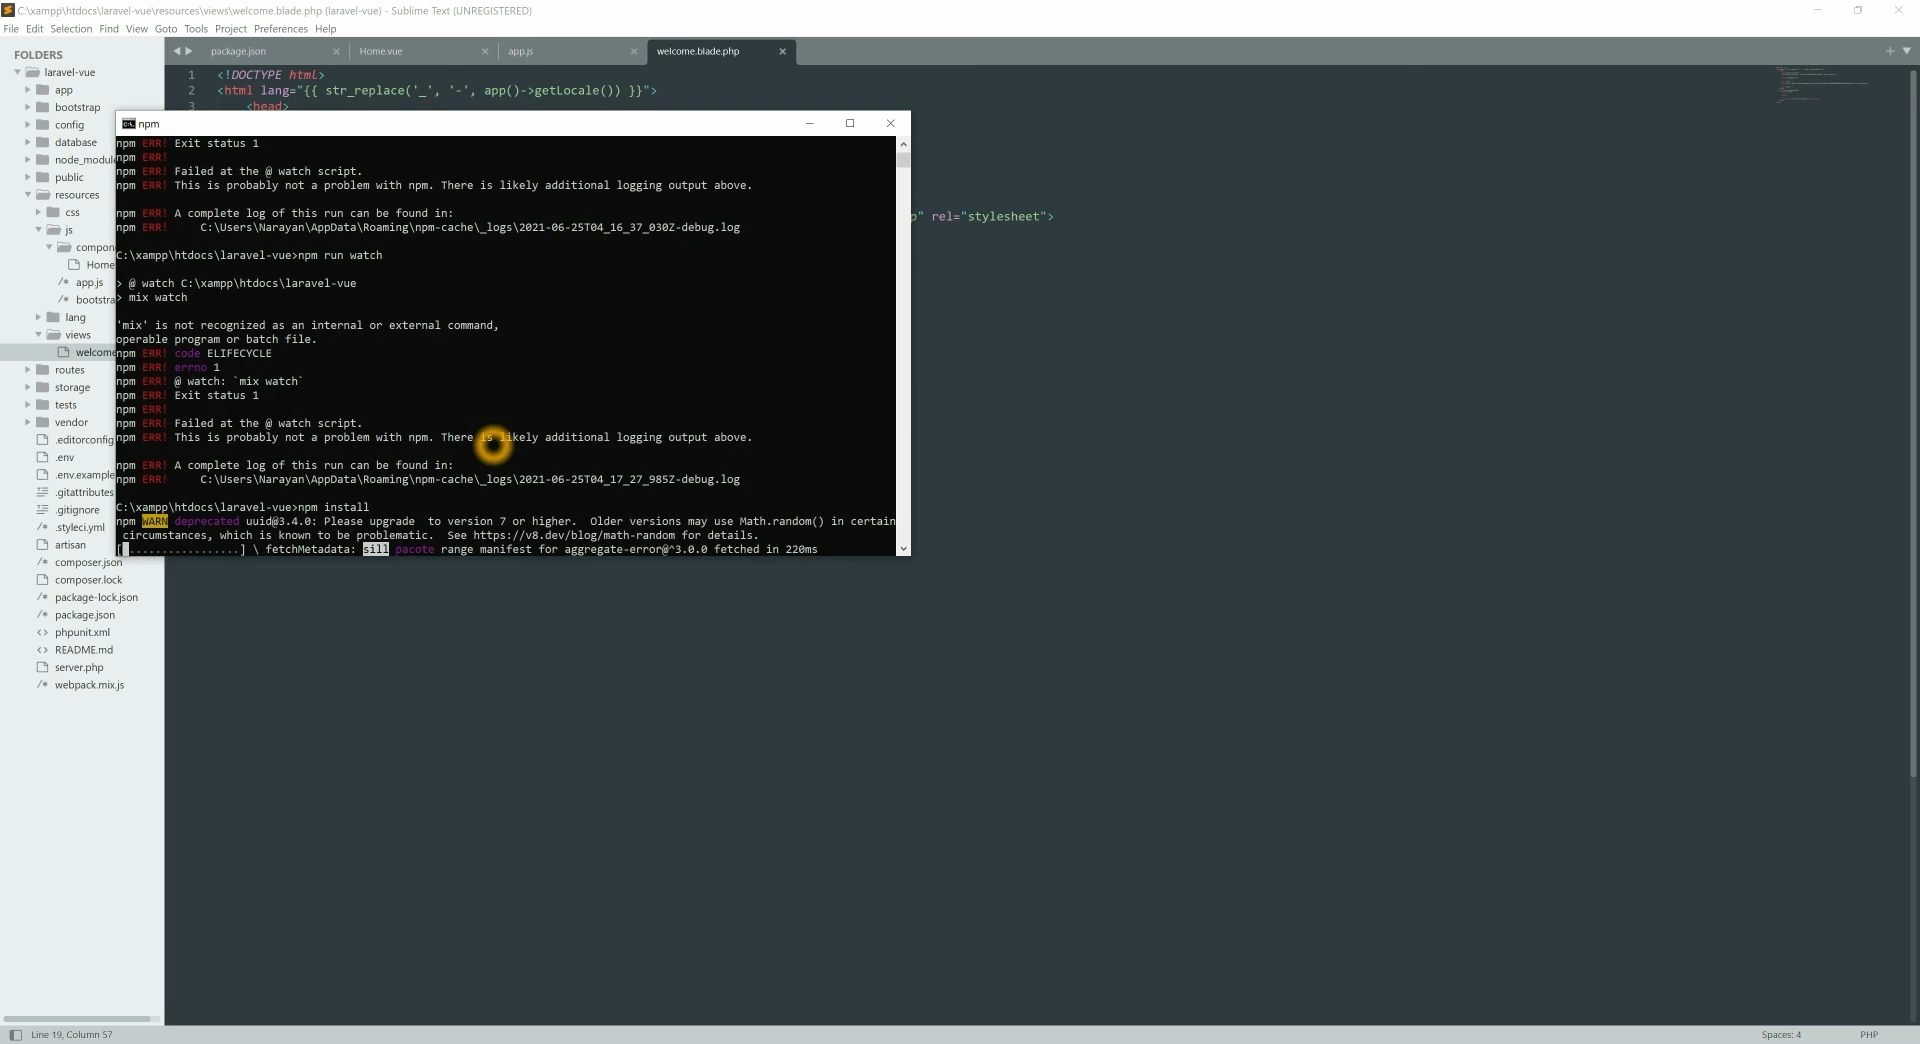 C:\xampp\htdocs\laravel-vue\resources\views\welcome.blade.php (laravel-vue) - Sublime Text (UNREGISTERED)
File Edit Selection Find View Goto Tools Project Preferences Help
FOLDERS
laravel-vue
app
bootstrap
config
database
node_module
public
resources
css
js
compon
Home
app.js
bootstra
lang
views
welcome
routes
storage
tests
vendor
.editorconfig
.env
.env.example
.gitattributes
.gitignore
.styleci.yml
artisan
composer.json
composer.lock
package-lock.json
package.json
phpunit.xml
README.md
server.php
webpack.mix.js
package.json Home.vue app.js welcome.blade.php
1 <!DOCTYPE html>
2 <html lang="{{ str_replace('_', '-', app()->getLocale()) }}">
3 <head>
p" rel="stylesheet">
npm
npm ERR! Exit status 1
npm ERR!
npm ERR! Failed at the @ watch script.
npm ERR! This is probably not a problem with npm. There is likely additional logging output above.
npm ERR! A complete log of this run can be found in:
npm ERR! C:\Users\Narayan\AppData\Roaming\npm-cache\_logs\2021-06-25T04_16_37_030Z-debug.log
C:\xampp\htdocs\laravel-vue>npm run watch
> @ watch C:\xampp\htdocs\laravel-vue
> mix watch
'mix' is not recognized as an internal or external command,
operable program or batch file.
npm ERR! code ELIFECYCLE
npm ERR! errno 1
npm ERR! @ watch: `mix watch`
npm ERR! Exit status 1
npm ERR!
npm ERR! Failed at the @ watch script.
npm ERR! This is probably not a problem with npm. There is likely additional logging output above.
npm ERR! A complete log of this run can be found in:
npm ERR! C:\Users\Narayan\AppData\Roaming\npm-cache\_logs\2021-06-25T04_17_27_985Z-debug.log
C:\xampp\htdocs\laravel-vue>npm install
npm WARN deprecated uuid@3.4.0: Please upgrade to version 7 or higher. Older versions may use Math.random() in certain
circumstances, which is known to be problematic. See https://v8.dev/blog/math-random for details.
[ .................] \ fetchMetadata: sill pacote range manifest for aggregate-error@^3.0.0 fetched in 220ms
Line 19, Column 57
Spaces: 4 PHP